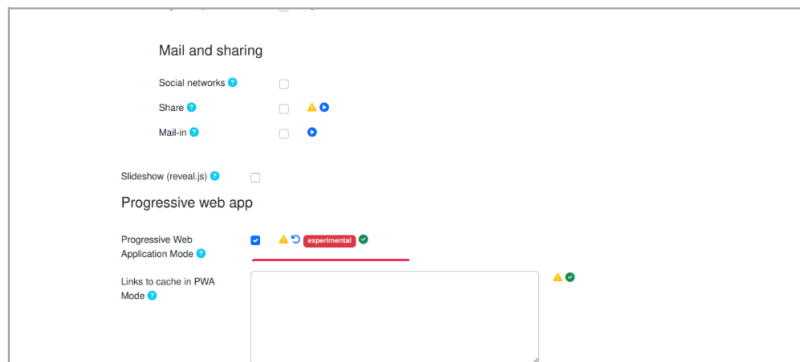 Mail and sharing
Social networks
Share
Mail-in
Slideshow (reveal.js)
Progressive web app
Progressive Web
Application Mode
experimental
Links to cache in PWA
Mode